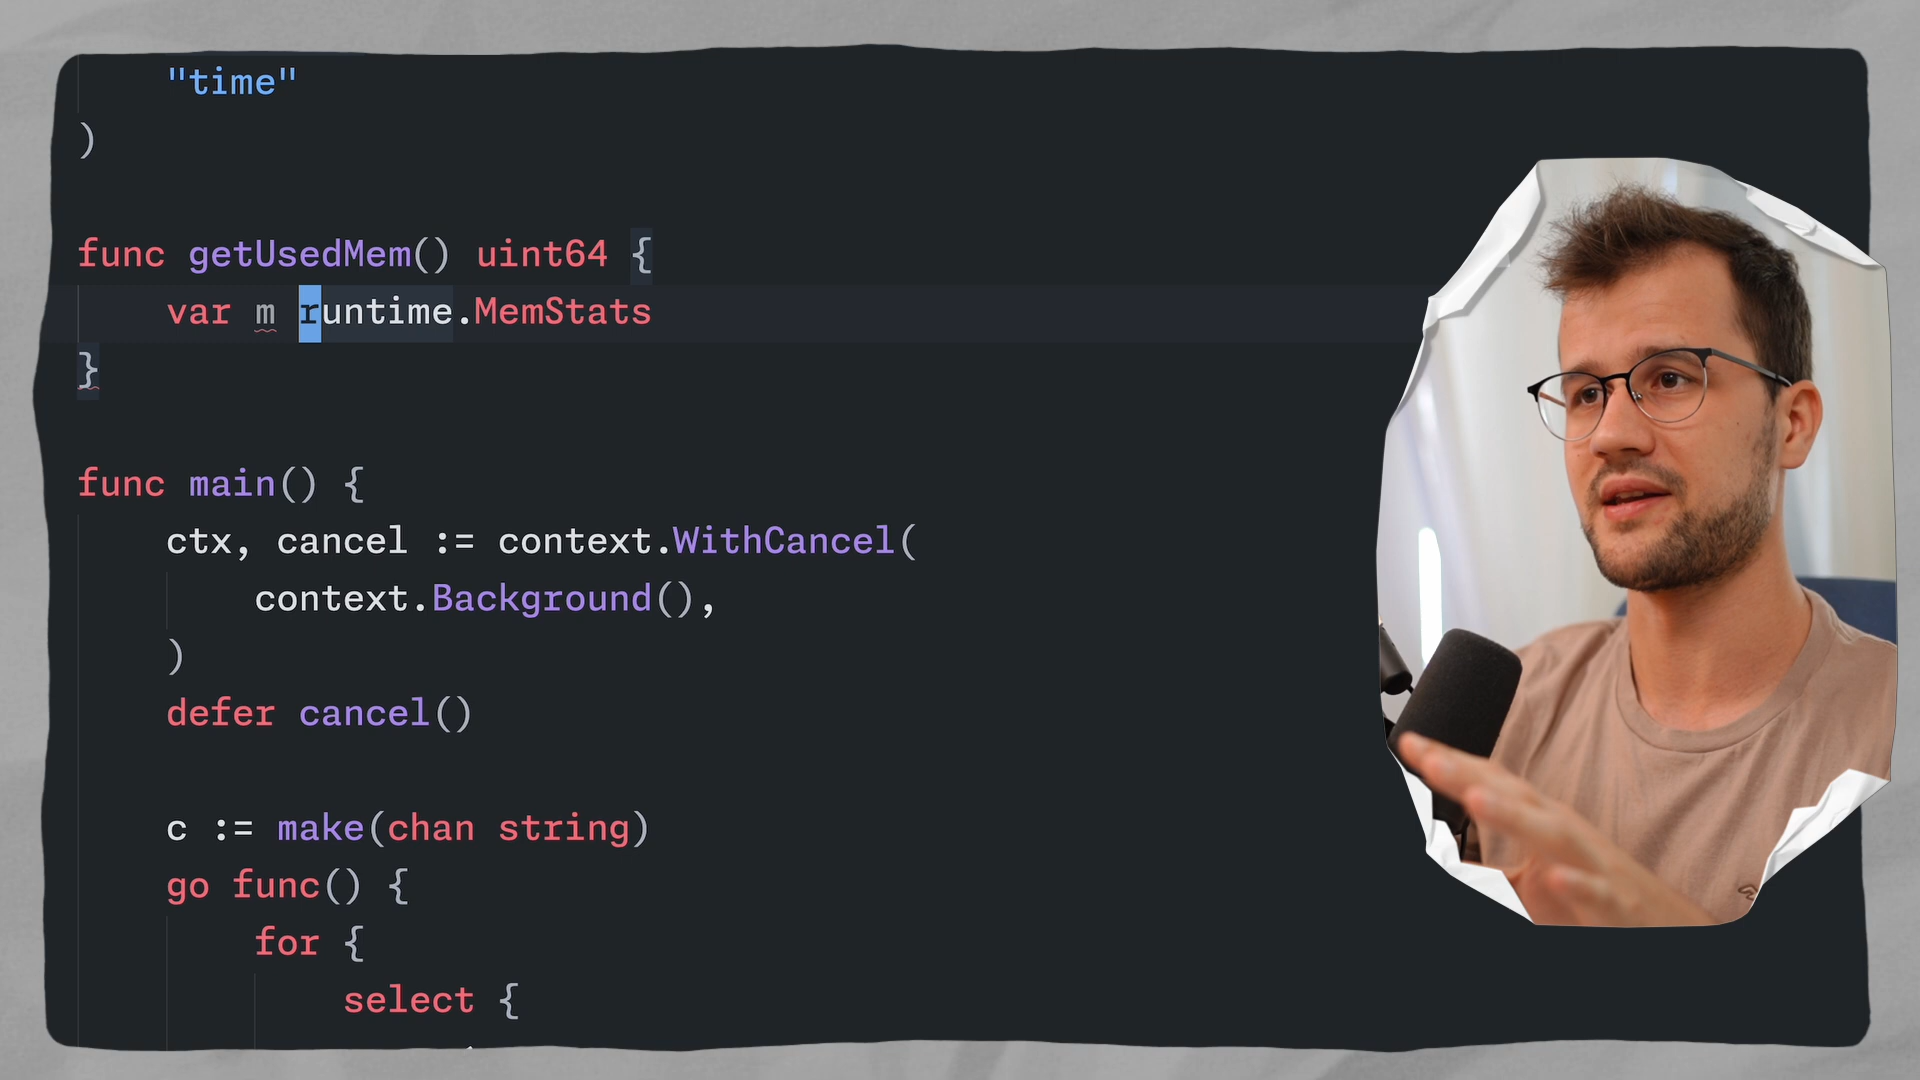 "time"
)
func getUsedMem() uint64 {
var m runtime.MemStats
}
func main() {
ctx, cancel := context.WithCancel(
context.Background(),
)
defer cancel()
c := make(chan string)
go func() {
for {
select {